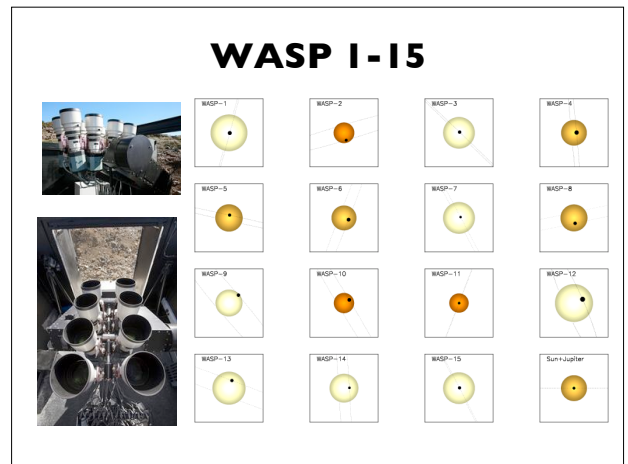 WASP 1-15
WASP-1
WASP-2
WASP-3
WASP-4
WASP-5
WASP-6
WASP-7
WASP-8
WASP-9
WASP-10
WASP-11
WASP-12
WASP-13
WASP-14
WASP-15
Sun+Jupiter